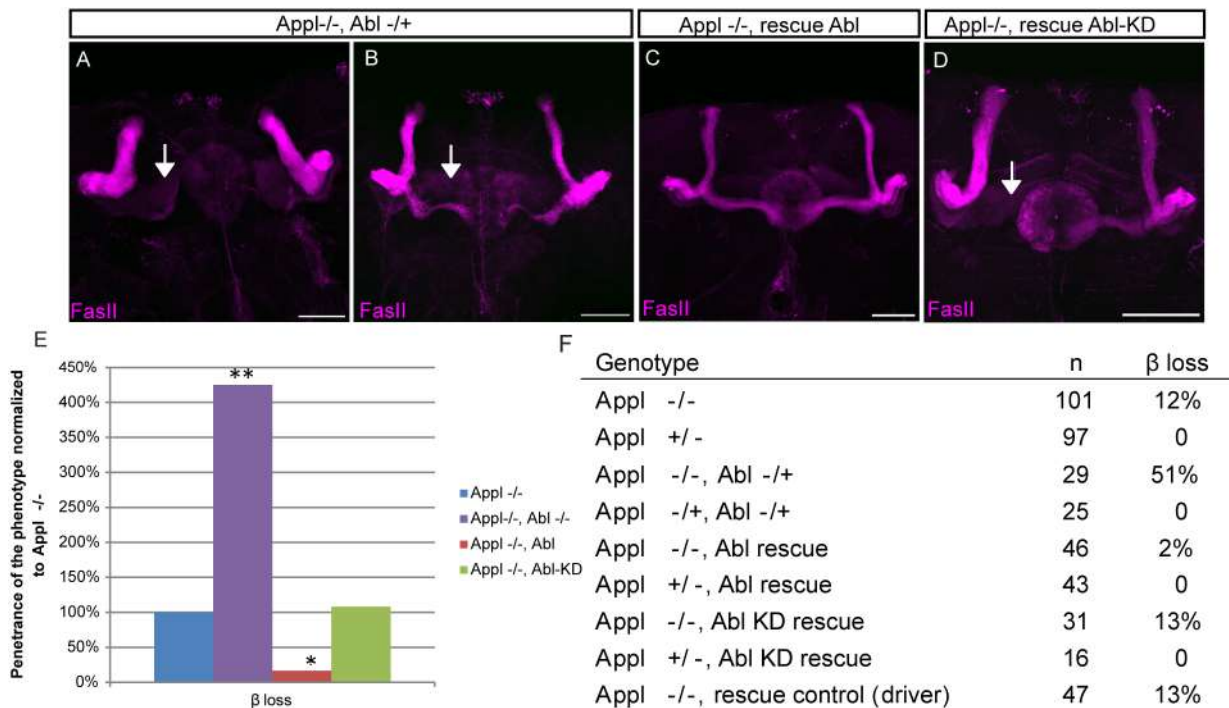 Appl-/-, Abl -/+
Appl -/-, rescue Abl
Appl-/-, rescue Abl-KD
A
B
C
D
FasII
FasII
FasII
FasII
E
Penetrance of the phenotype normalized
to Appl -/-
450%
400%
350%
300%
250%
200%
150%
100%
50%
0%
**
*
β loss
Appl -/-
Appl-/-, Abl -/-
Appl -/-, Abl
Appl -/-, Abl-KD
F
Genotype n β loss
Appl -/- 101 12%
Appl +/- 97 0
Appl -/-, Abl -/+ 29 51%
Appl -/+, Abl -/+ 25 0
Appl -/-, Abl rescue 46 2%
Appl +/-, Abl rescue 43 0
Appl -/-, Abl KD rescue 31 13%
Appl +/-, Abl KD rescue 16 0
Appl -/-, rescue control (driver) 47 13%